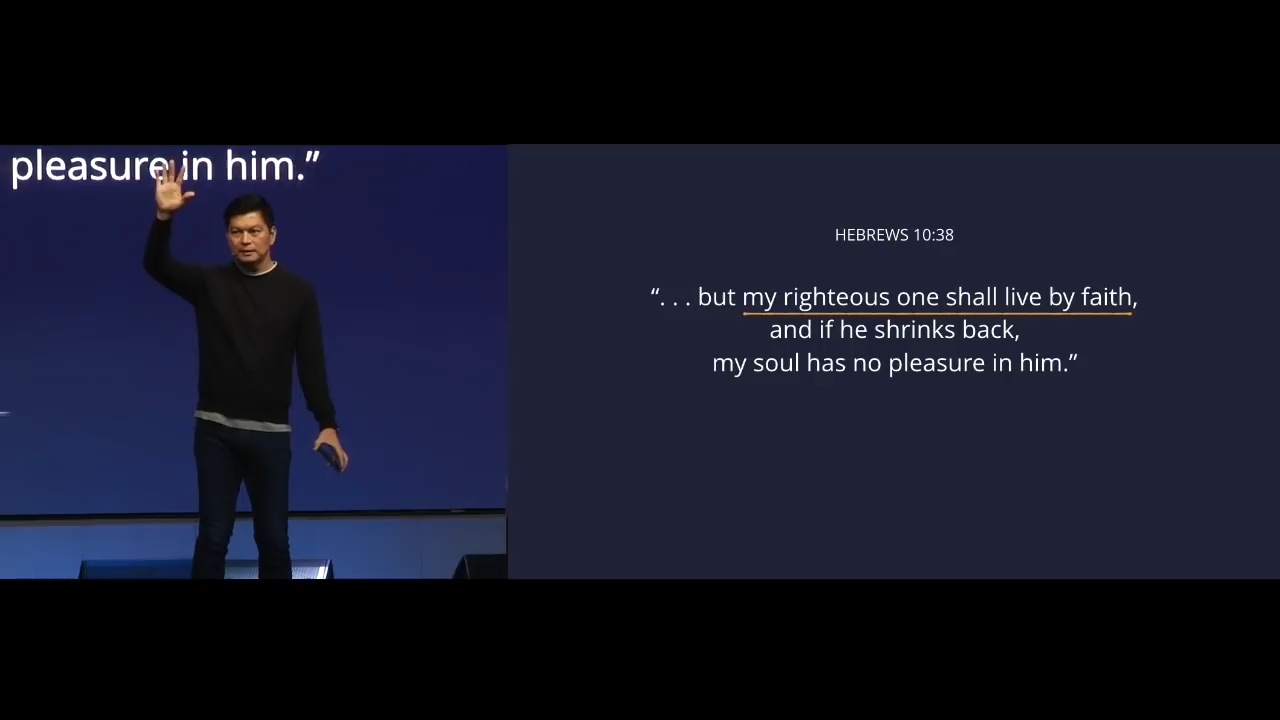 pleasure in him.”
HEBREWS 10:38
“. . . but my righteous one shall live by faith,
and if he shrinks back,
my soul has no pleasure in him.”